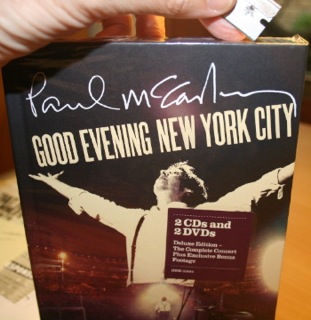 Paul McCartney
GOOD EVENING NEW YORK CITY
2 CDs and
2 DVDs
Deluxe Edition –
The Complete Concert
Plus Exclusive Bonus
Footage